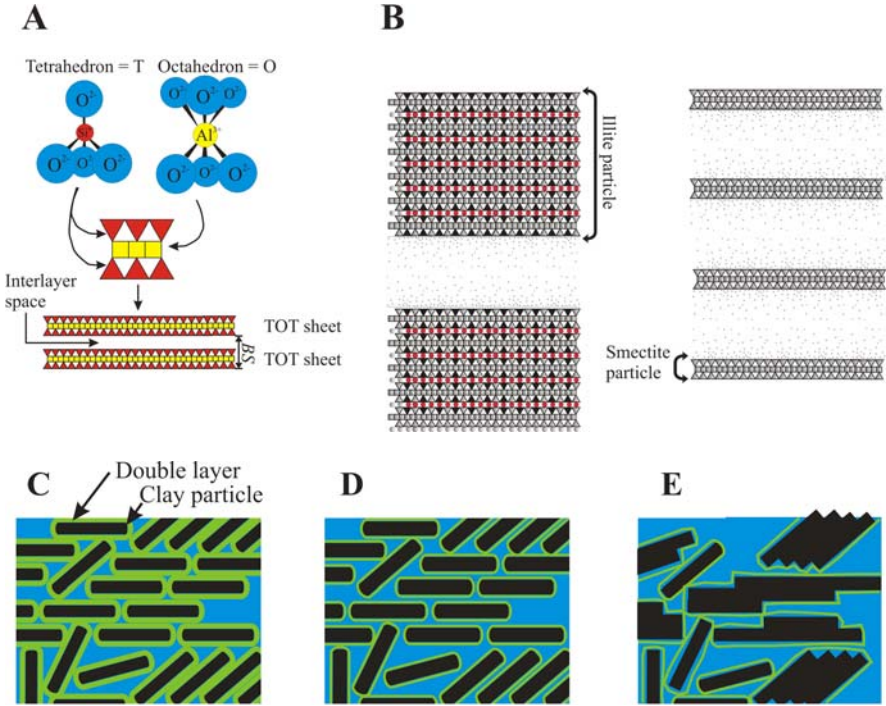 A
B
Tetrahedron = T
Octahedron = O
O2-
O2-
O2-
O2-
Al3+
O2-
O2-
O2-
O2-
O2-
O2-
Interlayer
space
TOT sheet
BS
TOT sheet
Illite particle
Smectite
particle
C
Double layer
Clay particle
D
E